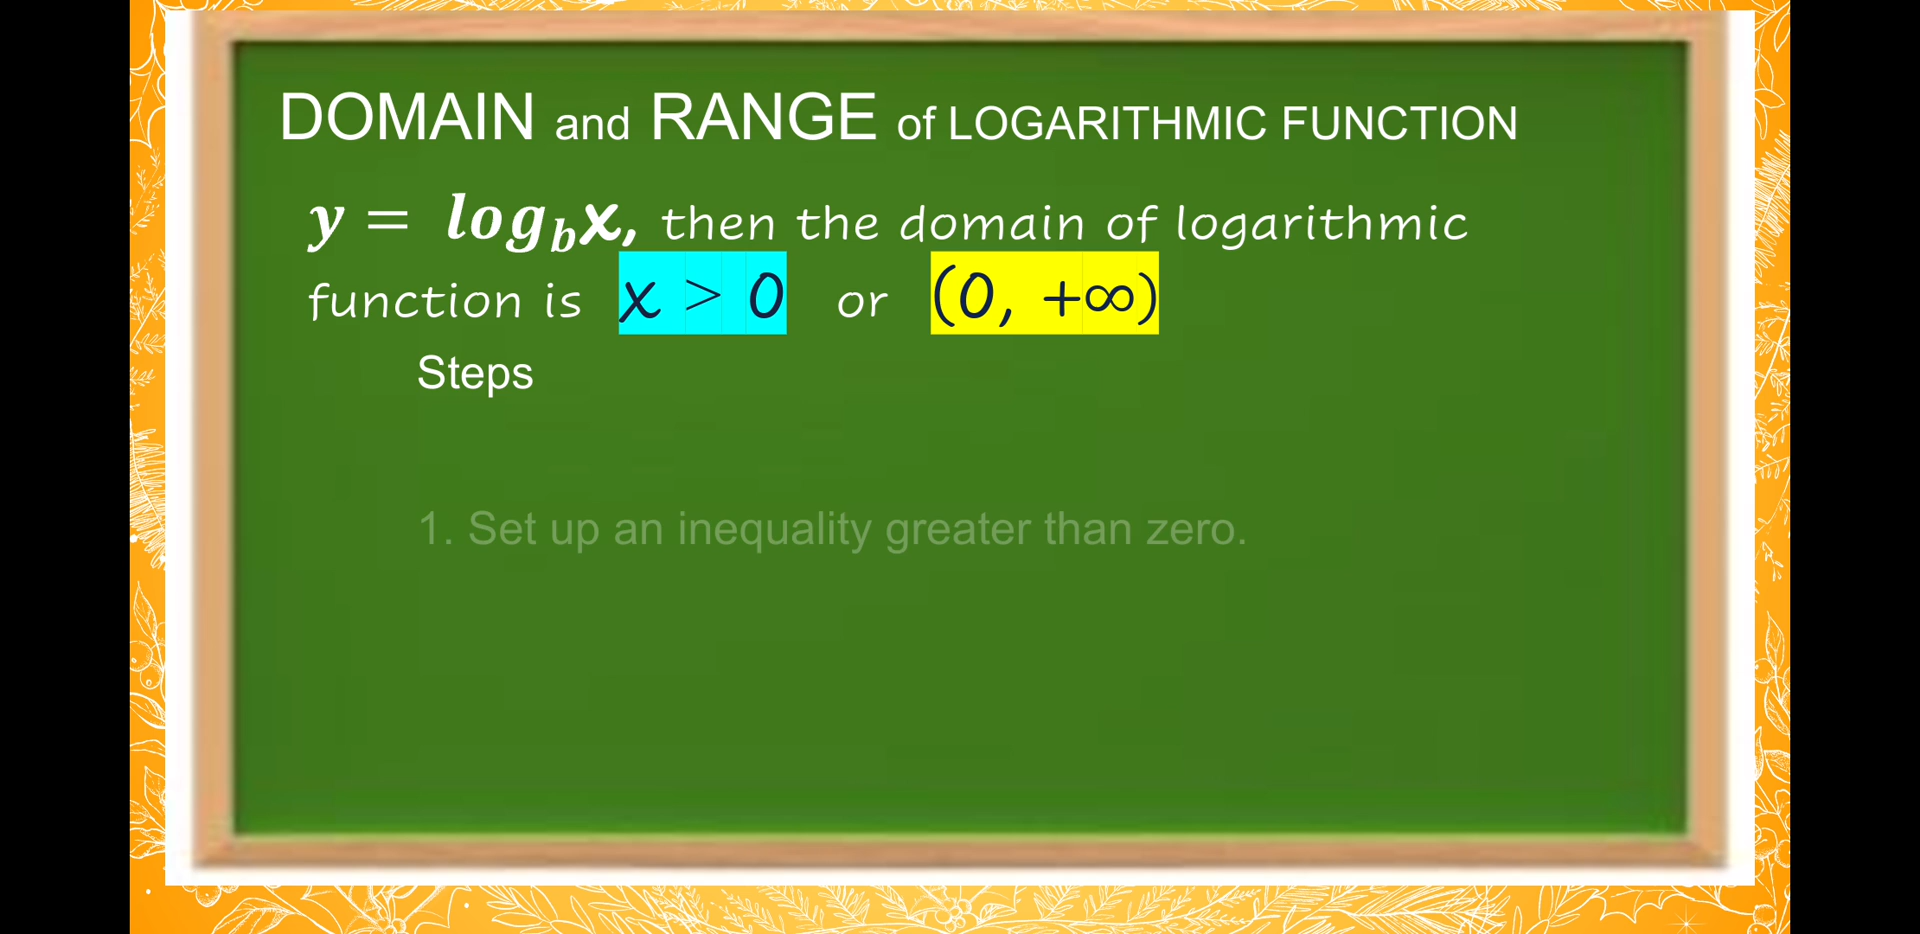 DOMAIN and RANGE of LOGARITHMIC FUNCTION
y = log_b x, then the domain of logarithmic
function is x > 0 or (0, +∞)
Steps
1. Set up an inequality greater than zero.